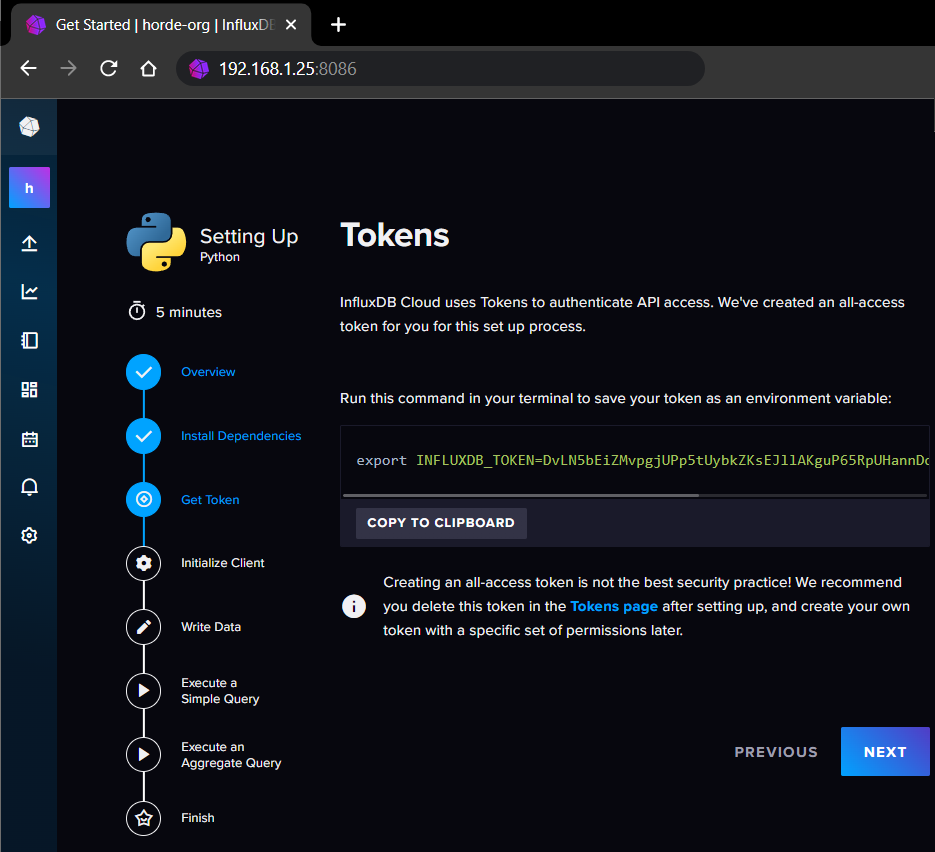 Get Started | horde-org | InfluxDB
192.168.1.25:8086
h
Setting Up
Python
5 minutes
Overview
Install Dependencies
Get Token
Initialize Client
Write Data
Execute a
Simple Query
Execute an
Aggregate Query
Finish
Tokens
InfluxDB Cloud uses Tokens to authenticate API access. We've created an all-access
token for you for this set up process.
Run this command in your terminal to save your token as an environment variable:
export INFLUXDB_TOKEN=DvLN5bEiZMvpgjUPp5tUybkZKsEJllAKguP65RpUHannDc
COPY TO CLIPBOARD
Creating an all-access token is not the best security practice! We recommend
you delete this token in the Tokens page after setting up, and create your own
token with a specific set of permissions later.
PREVIOUS
NEXT